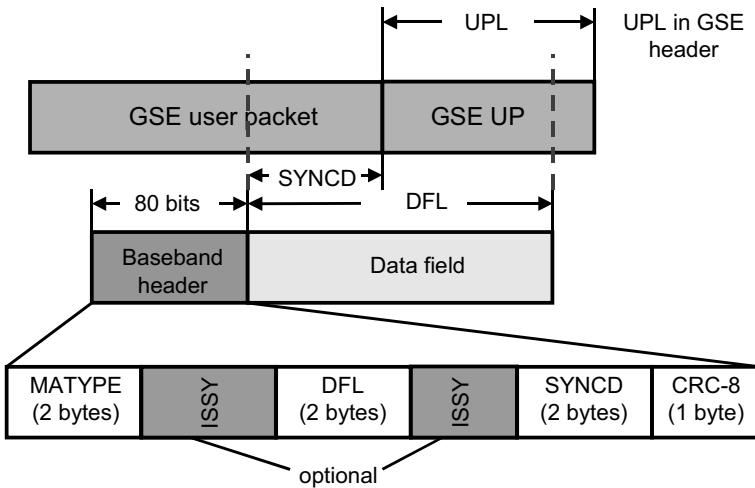 UPL
UPL in GSE
header
GSE user packet
GSE UP
SYNCD
80 bits
DFL
Baseband
header
Data field
MATYPE
(2 bytes)
ISSY
DFL
(2 bytes)
ISSY
SYNCD
(2 bytes)
CRC-8
(1 byte)
optional